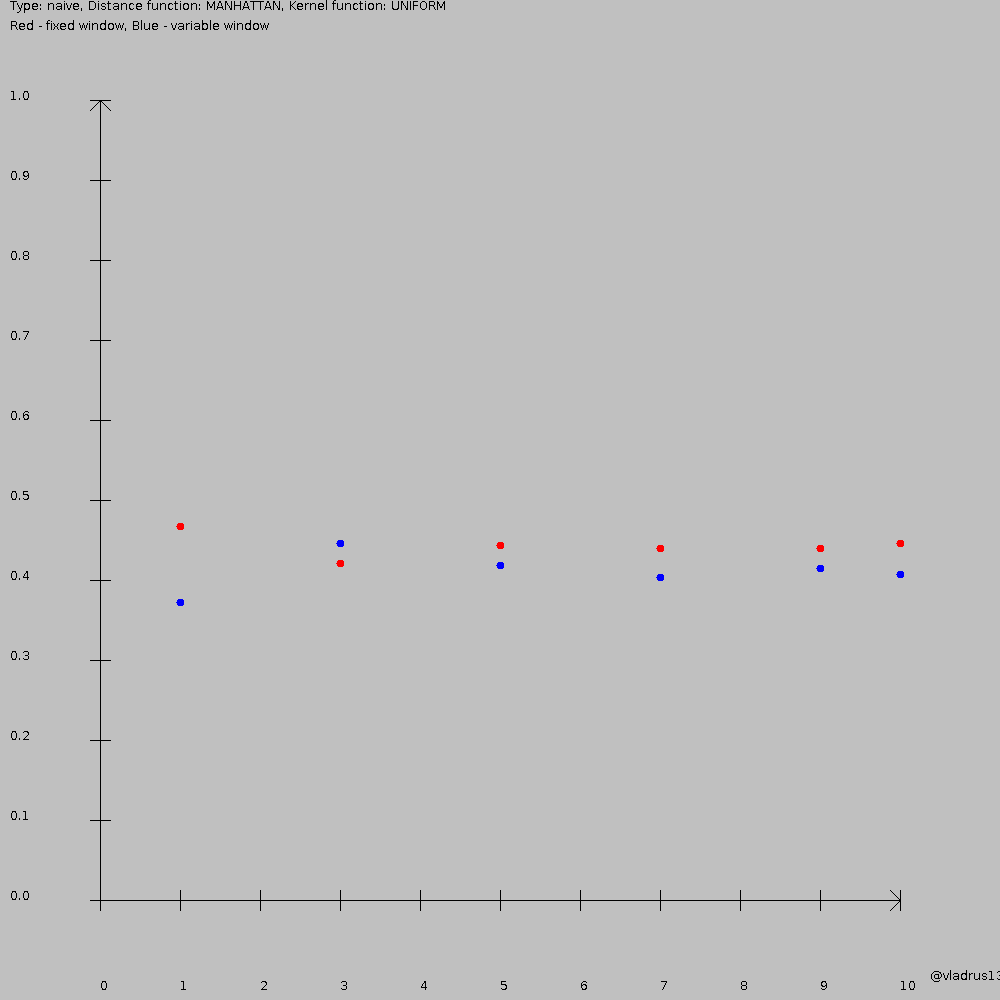 Type: naive, Distance function: MANHATTAN, Kernel function: UNIFORM
Red - fixed window, Blue - variable window
1.0
0.9
0.8
0.7
0.6
0.5
0.4
0.3
0.2
0.1
0.0
0 1 2 3 4 5 6 7 8 9 10
@vladrus13